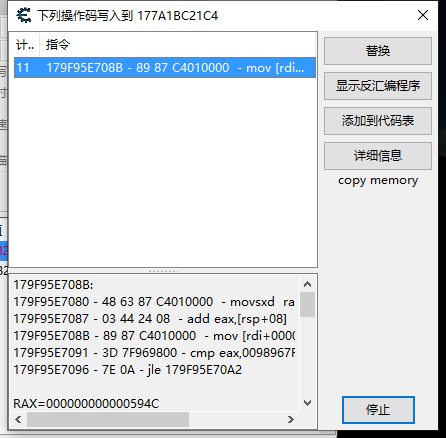 下列操作码写入到 177A1BC21C4
计.. 指令
11 179F95E708B - 89 87 C4010000 - mov [rdi...
替换
显示反汇编程序
添加到代码表
详细信息
copy memory
179F95E708B:
179F95E7080 - 48 63 87 C4010000 - movsxd ra
179F95E7087 - 03 44 24 08 - add eax,[rsp+08]
179F95E708B - 89 87 C4010000 - mov [rdi+0000
179F95E7091 - 3D 7F969800 - cmp eax,0098967F
179F95E7096 - 7E 0A - jle 179F95E70A2
RAX=000000000000594C
停止